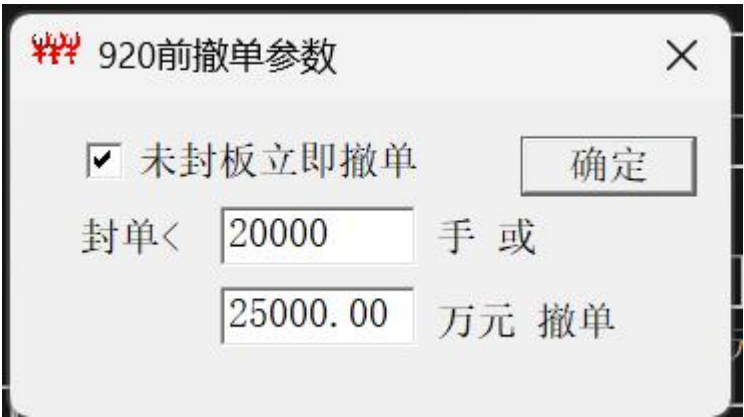 920前撤单参数
未封板立即撤单
确定
封单< 20000 手 或
25000.00 万元 撤单